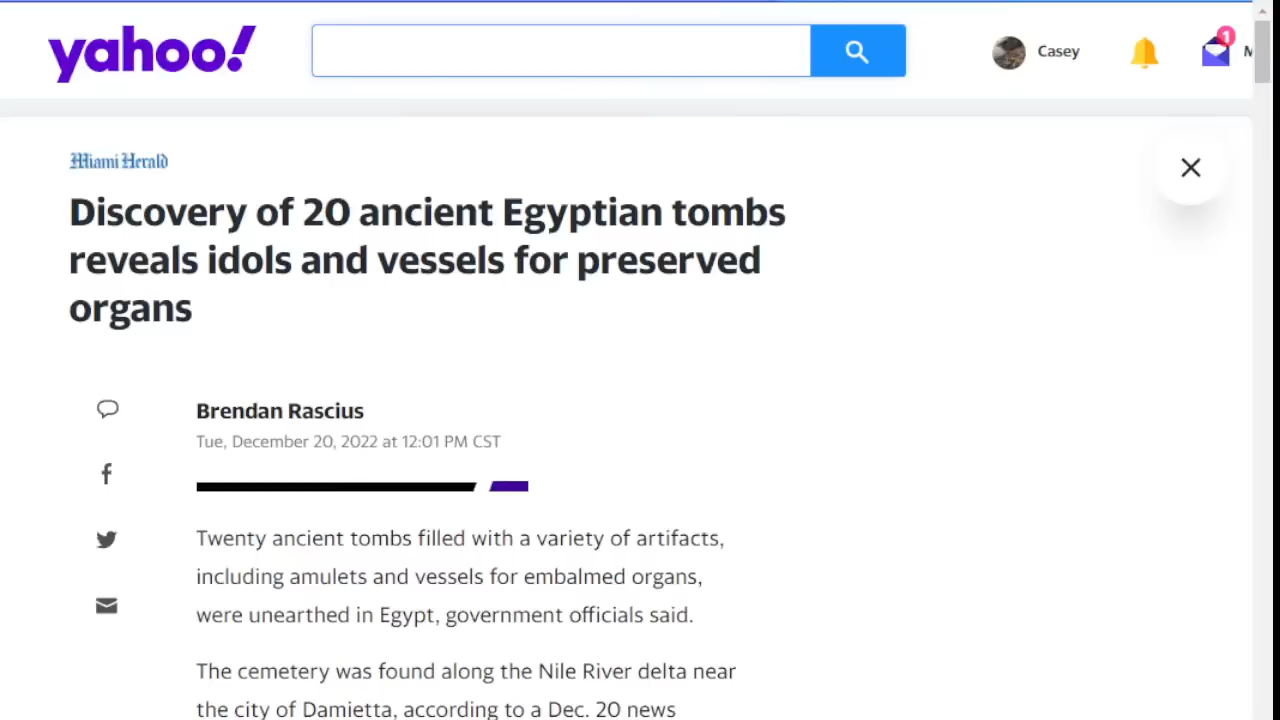 yahoo!
Casey
1
M
Miami Herald
Discovery of 20 ancient Egyptian tombs
reveals idols and vessels for preserved
organs
Brendan Rascius
Tue, December 20, 2022 at 12:01 PM CST
Twenty ancient tombs filled with a variety of artifacts,
including amulets and vessels for embalmed organs,
were unearthed in Egypt, government officials said.
The cemetery was found along the Nile River delta near
the city of Damietta, according to a Dec. 20 news